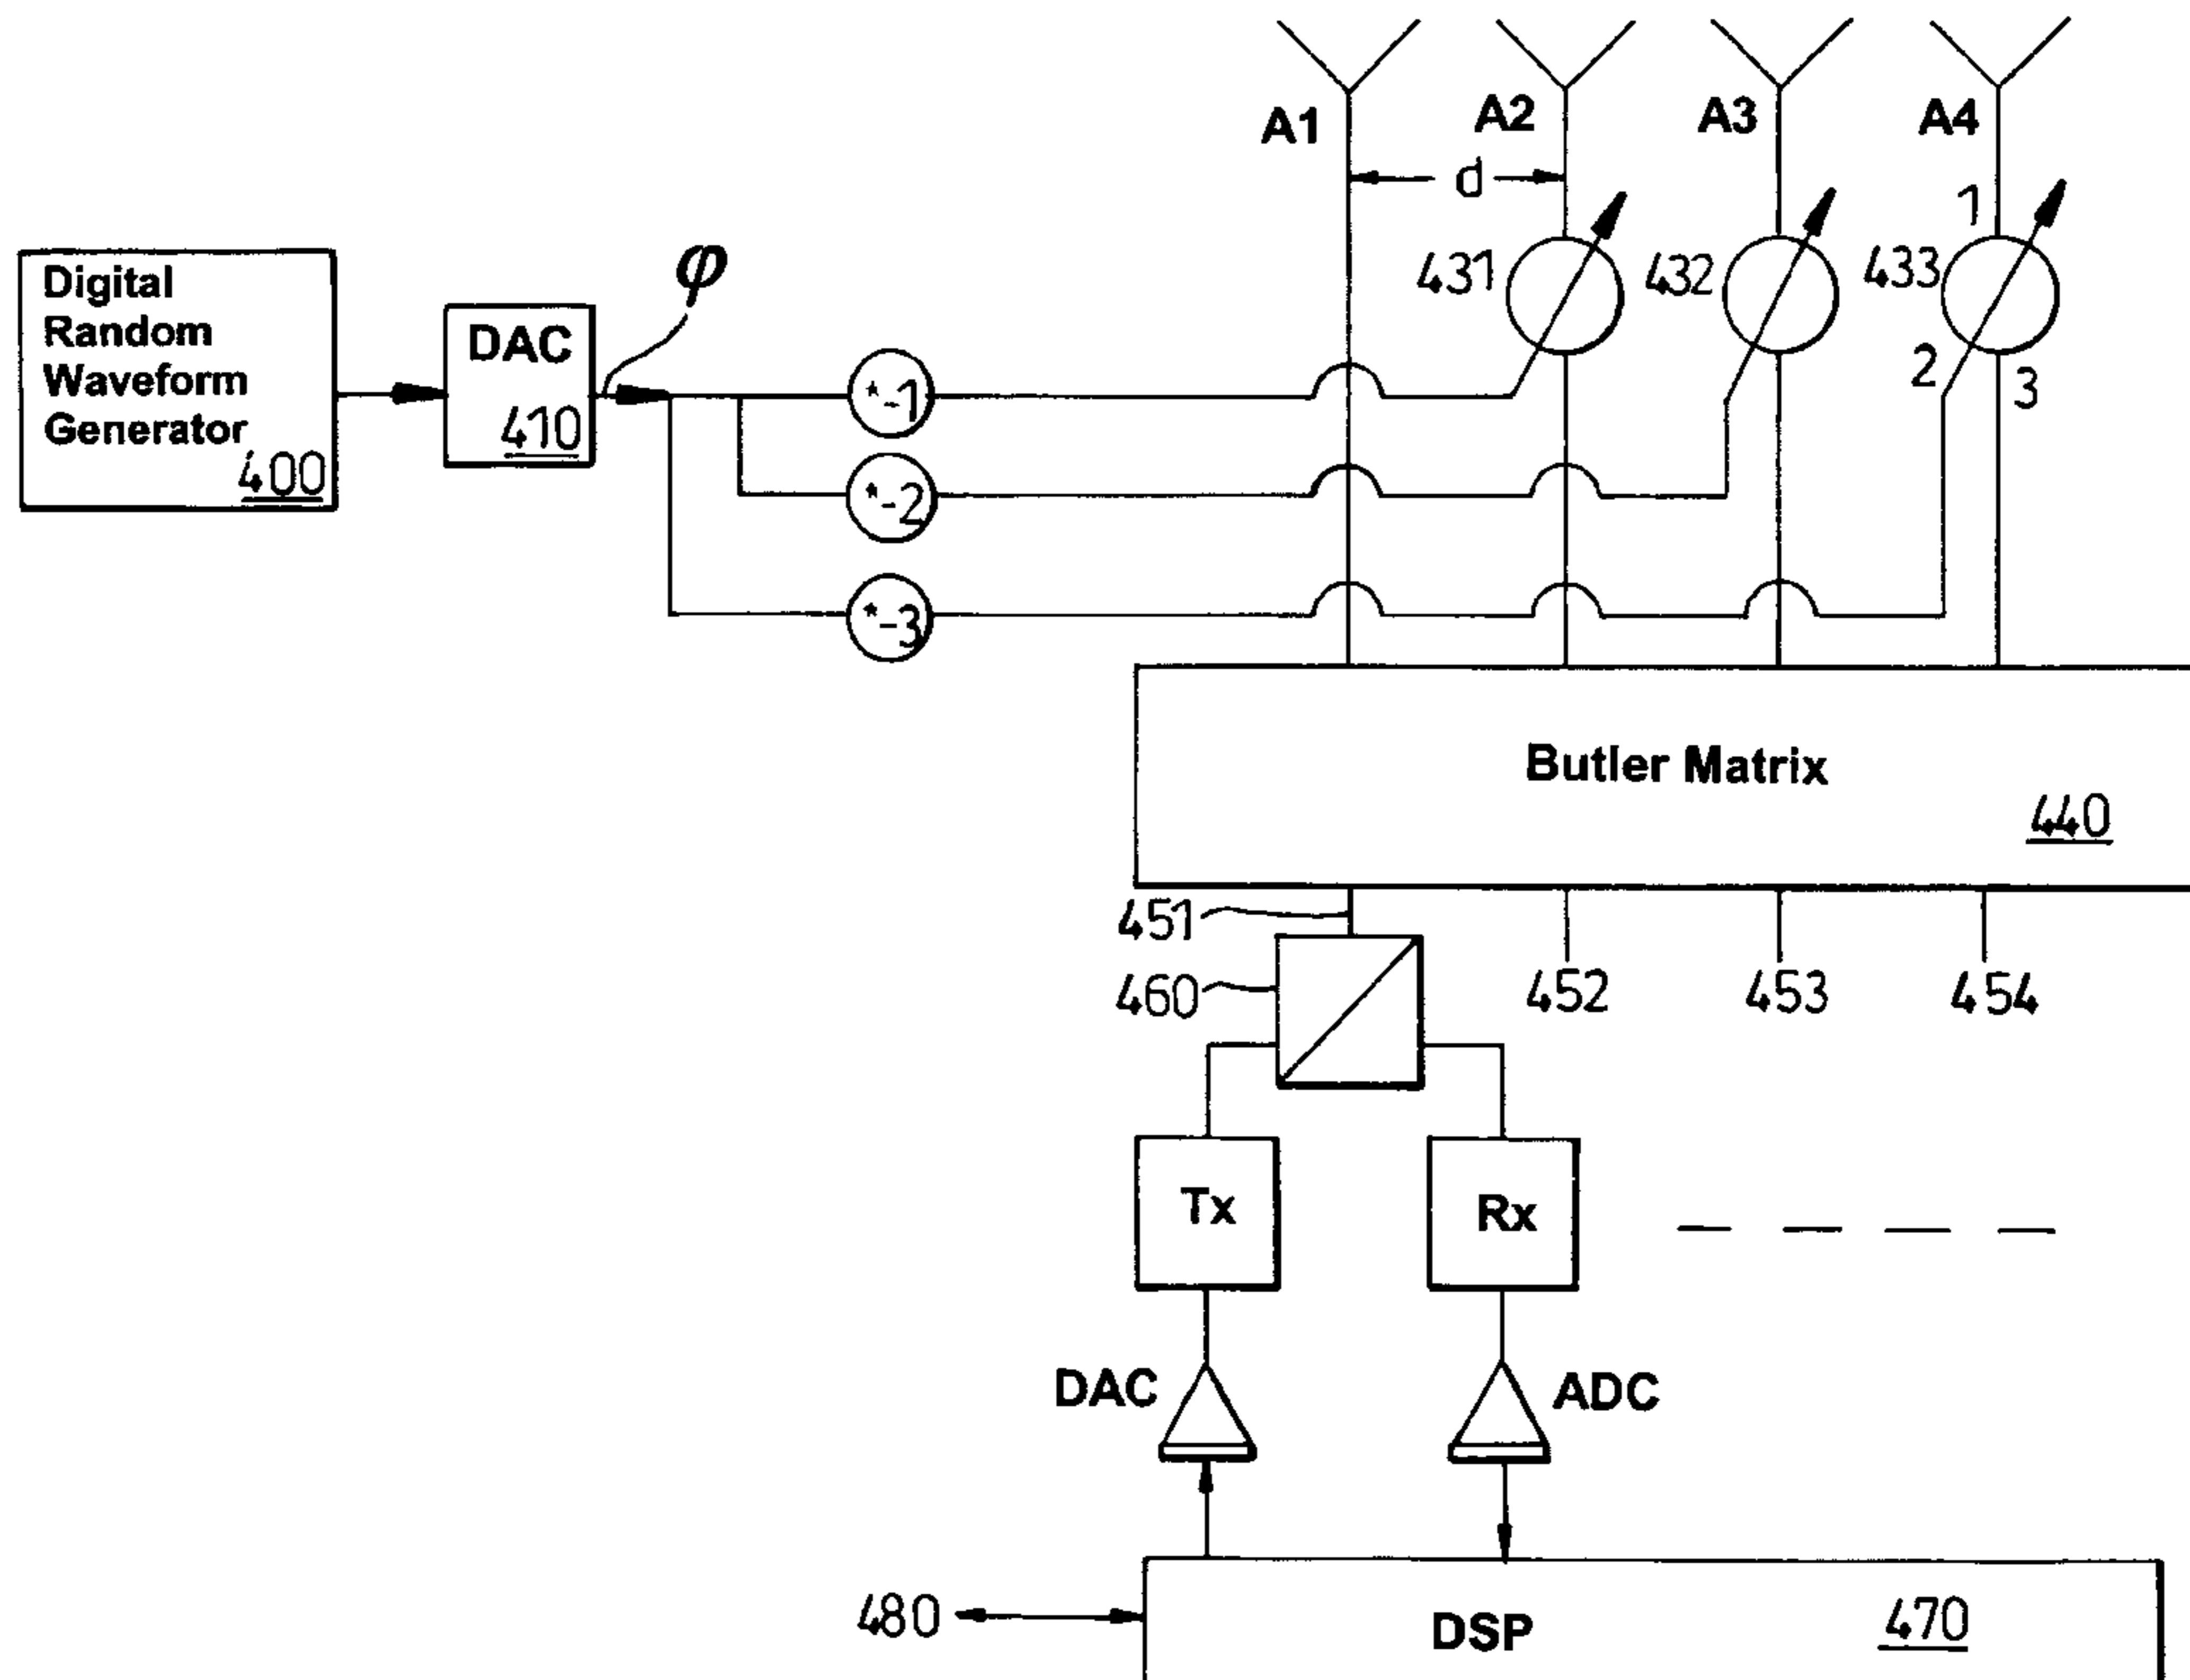 A1
A2
A3
A4
d
1
431
432
433
2
3
Digital
Random
Waveform
Generator
400
DAC
410
φ
*-1
*-2
*-3
Butler Matrix
440
451
460
452
453
454
Tx
Rx
DAC
ADC
480
DSP
470